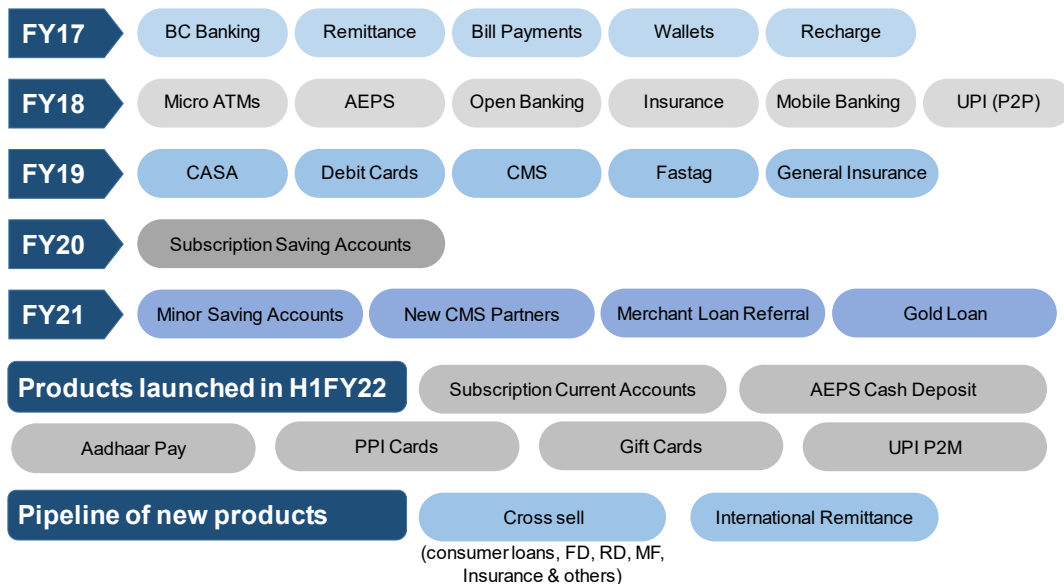 FY17 BC Banking Remittance Bill Payments Wallets Recharge
FY18 Micro ATMs AEPS Open Banking Insurance Mobile Banking UPI (P2P)
FY19 CASA Debit Cards CMS Fastag General Insurance
FY20 Subscription Saving Accounts
FY21 Minor Saving Accounts New CMS Partners Merchant Loan Referral Gold Loan
Products launched in H1FY22 Subscription Current Accounts AEPS Cash Deposit
Aadhaar Pay PPI Cards Gift Cards UPI P2M
Pipeline of new products Cross sell International Remittance
(consumer loans, FD, RD, MF,
Insurance & others)